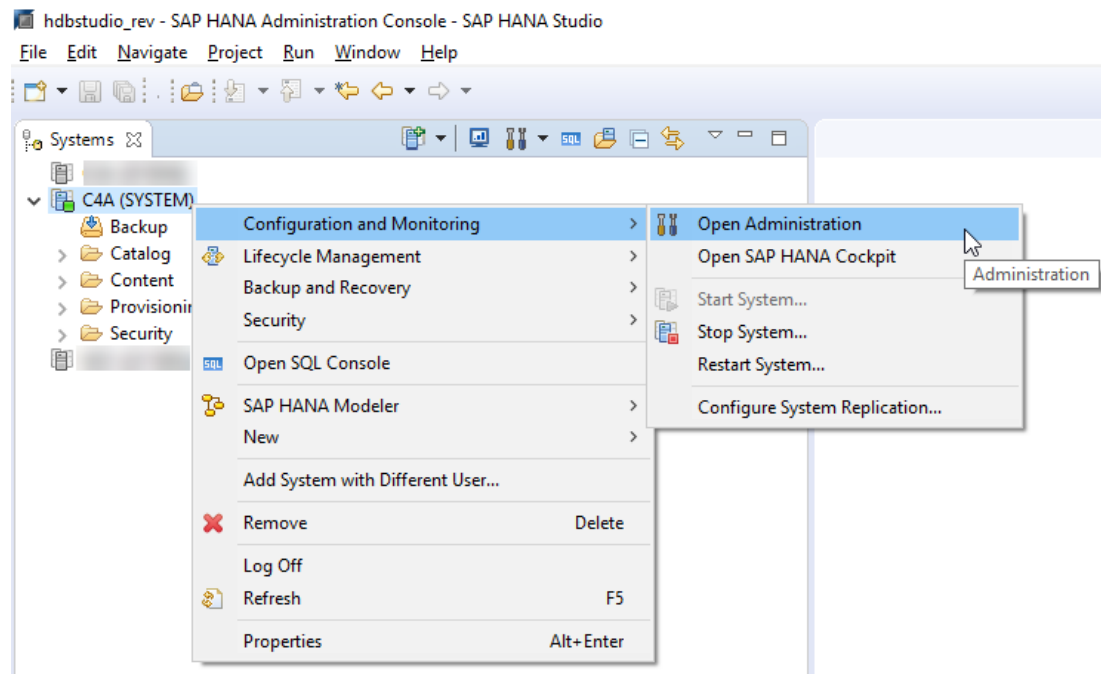 hdbstudio_rev - SAP HANA Administration Console - SAP HANA Studio
File Edit Navigate Project Run Window Help
Systems
SQL
C4A (SYSTEM)
Backup
Catalog
Content
Provisionin
Security
Configuration and Monitoring
Lifecycle Management
Backup and Recovery
Security
SQL Open SQL Console
SAP HANA Modeler
New
Add System with Different User...
Remove Delete
Log Off
Refresh F5
Properties Alt+Enter
Open Administration
Open SAP HANA Cockpit
Administration
Start System...
Stop System...
Restart System...
Configure System Replication...